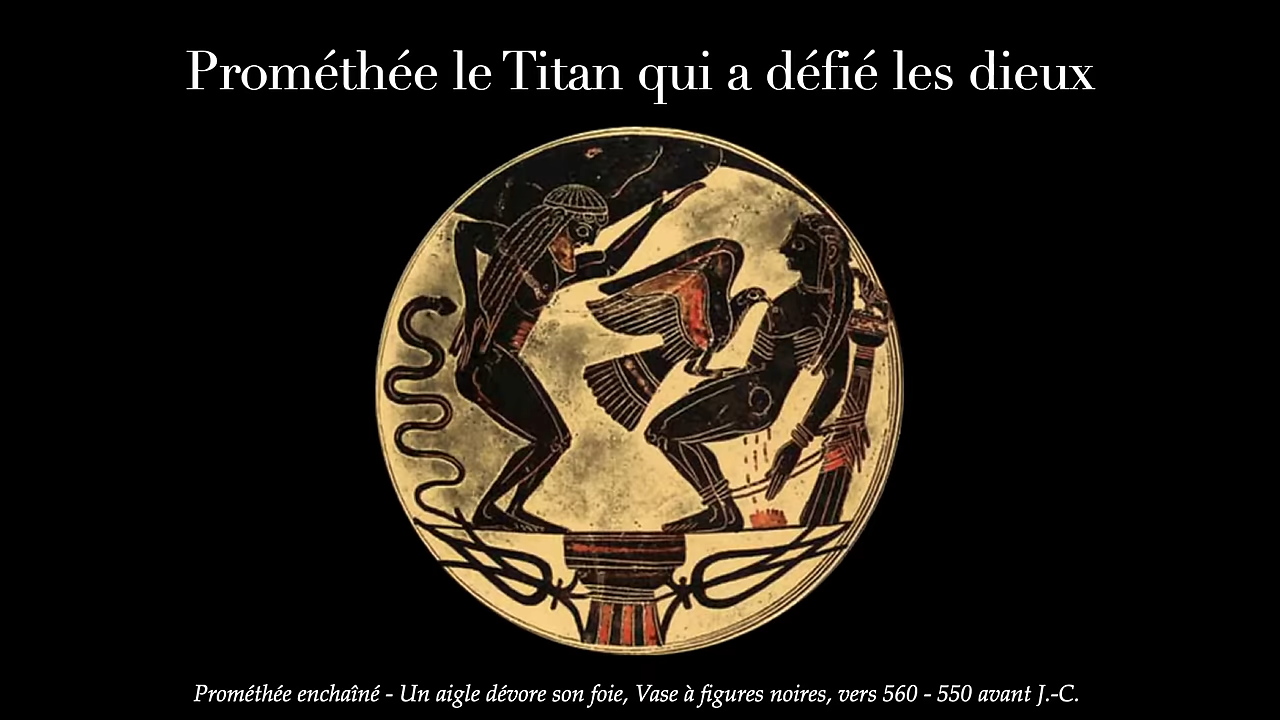 Prométhée le Titan qui a défié les dieux
Prométhée enchaîné - Un aigle dévore son foie, Vase à figures noires, vers 560 - 550 avant J.-C.